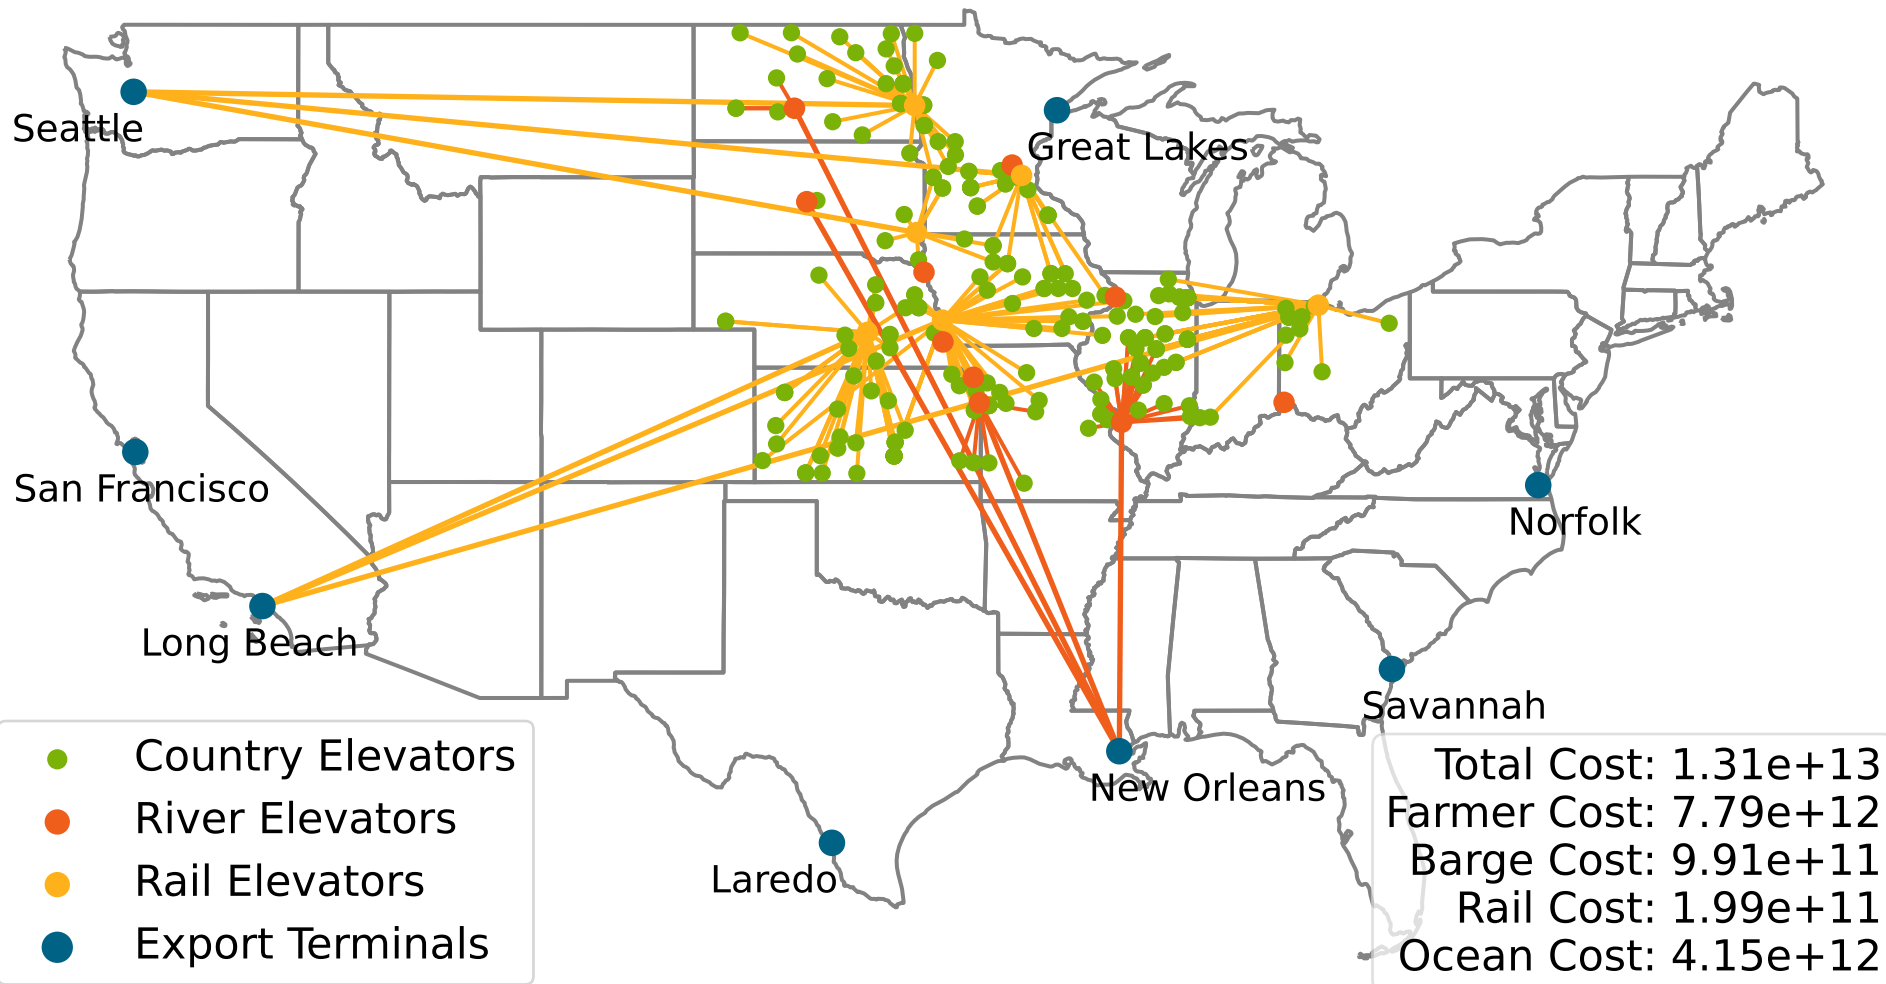 Seattle
Great Lakes
San Francisco
Norfolk
Long Beach
Savannah
New Orleans
Laredo
Country Elevators
River Elevators
Rail Elevators
Export Terminals
Total Cost: 1.31e+13
Farmer Cost: 7.79e+12
Barge Cost: 9.91e+11
Rail Cost: 1.99e+11
Ocean Cost: 4.15e+12